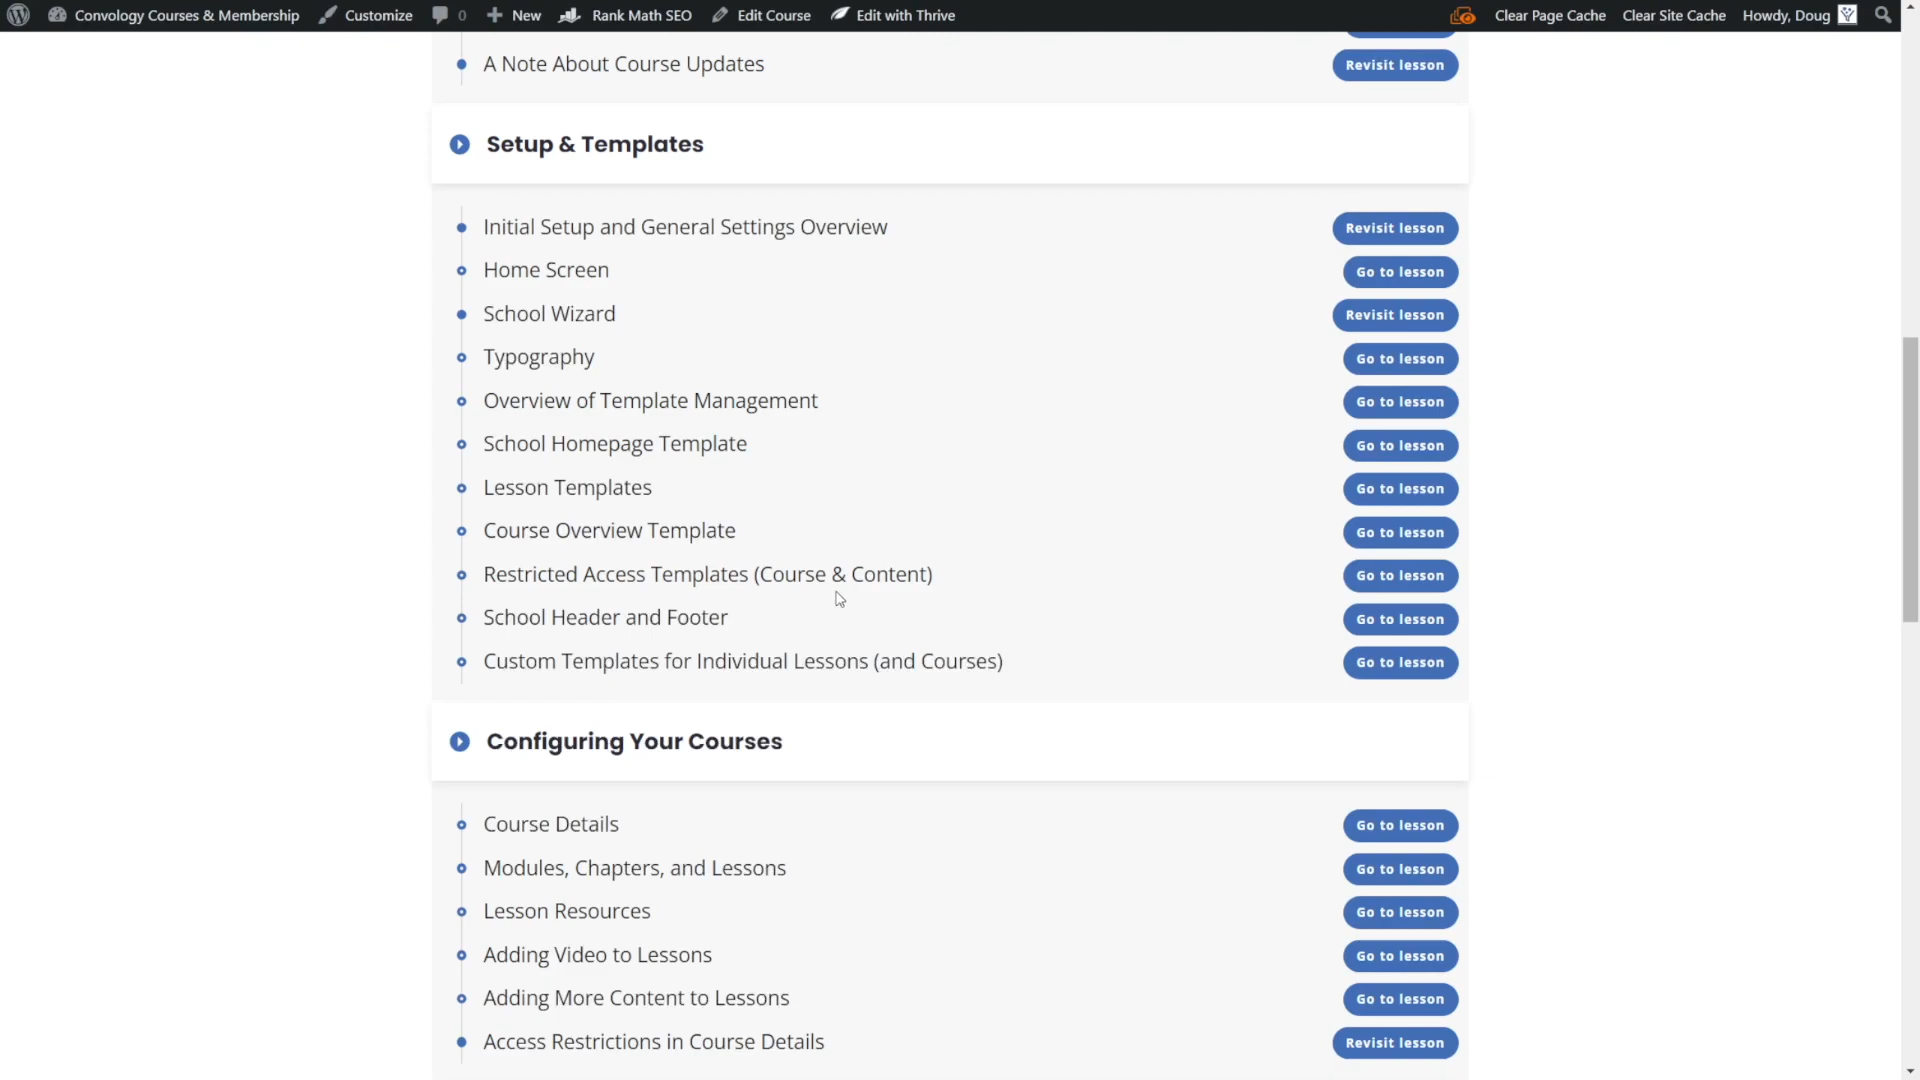 Convology Courses & Membership Customize 0 New Rank Math SEO Edit Course Edit with Thrive Clear Page Cache Clear Site Cache Howdy, Doug
A Note About Course Updates Revisit lesson
Setup & Templates
Initial Setup and General Settings Overview Revisit lesson
Home Screen Go to lesson
School Wizard Revisit lesson
Typography Go to lesson
Overview of Template Management Go to lesson
School Homepage Template Go to lesson
Lesson Templates Go to lesson
Course Overview Template Go to lesson
Restricted Access Templates (Course & Content) Go to lesson
School Header and Footer Go to lesson
Custom Templates for Individual Lessons (and Courses) Go to lesson
Configuring Your Courses
Course Details Go to lesson
Modules, Chapters, and Lessons Go to lesson
Lesson Resources Go to lesson
Adding Video to Lessons Go to lesson
Adding More Content to Lessons Go to lesson
Access Restrictions in Course Details Revisit lesson